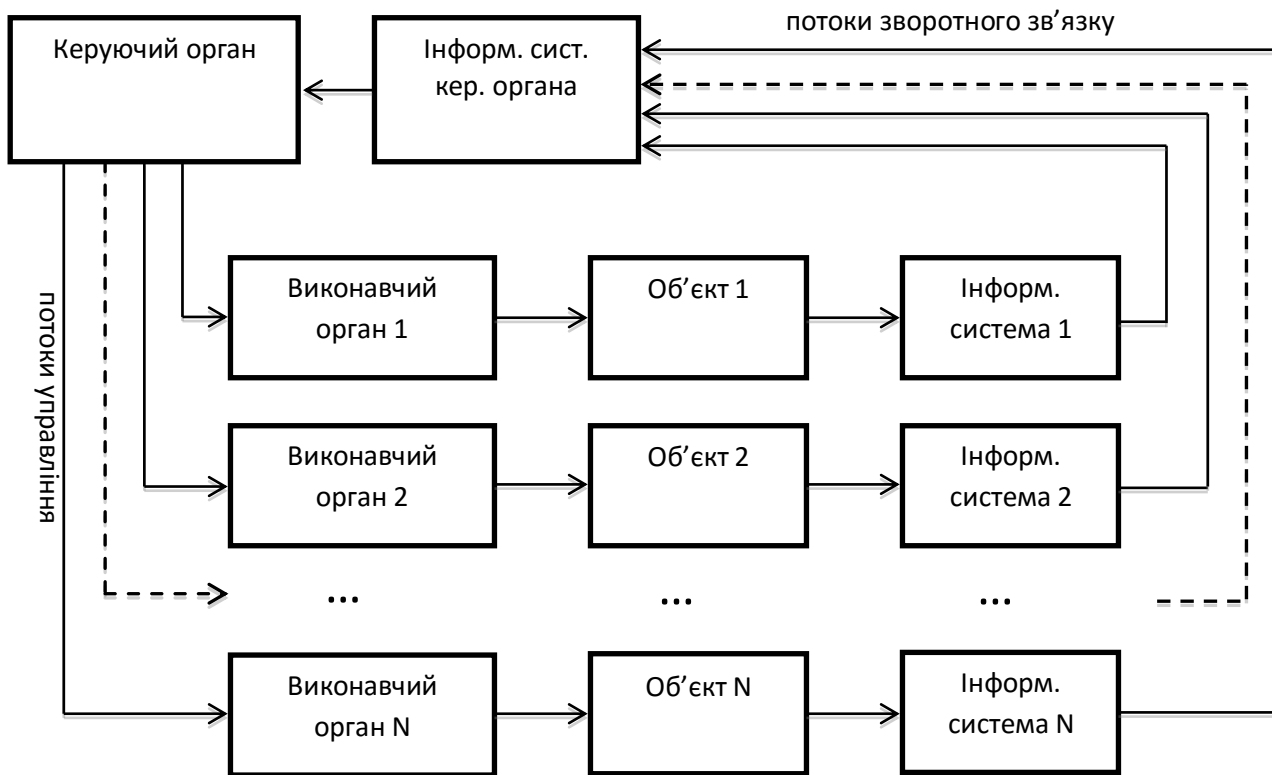 потоки зворотного зв’язку
Керуючий орган
Інформ. сист.
кер. органа
потоки управління
Виконавчий
орган 1
Об’єкт 1
Інформ.
система 1
Виконавчий
орган 2
Об’єкт 2
Інформ.
система 2
...
...
...
Виконавчий
орган N
Об’єкт N
Інформ.
система N